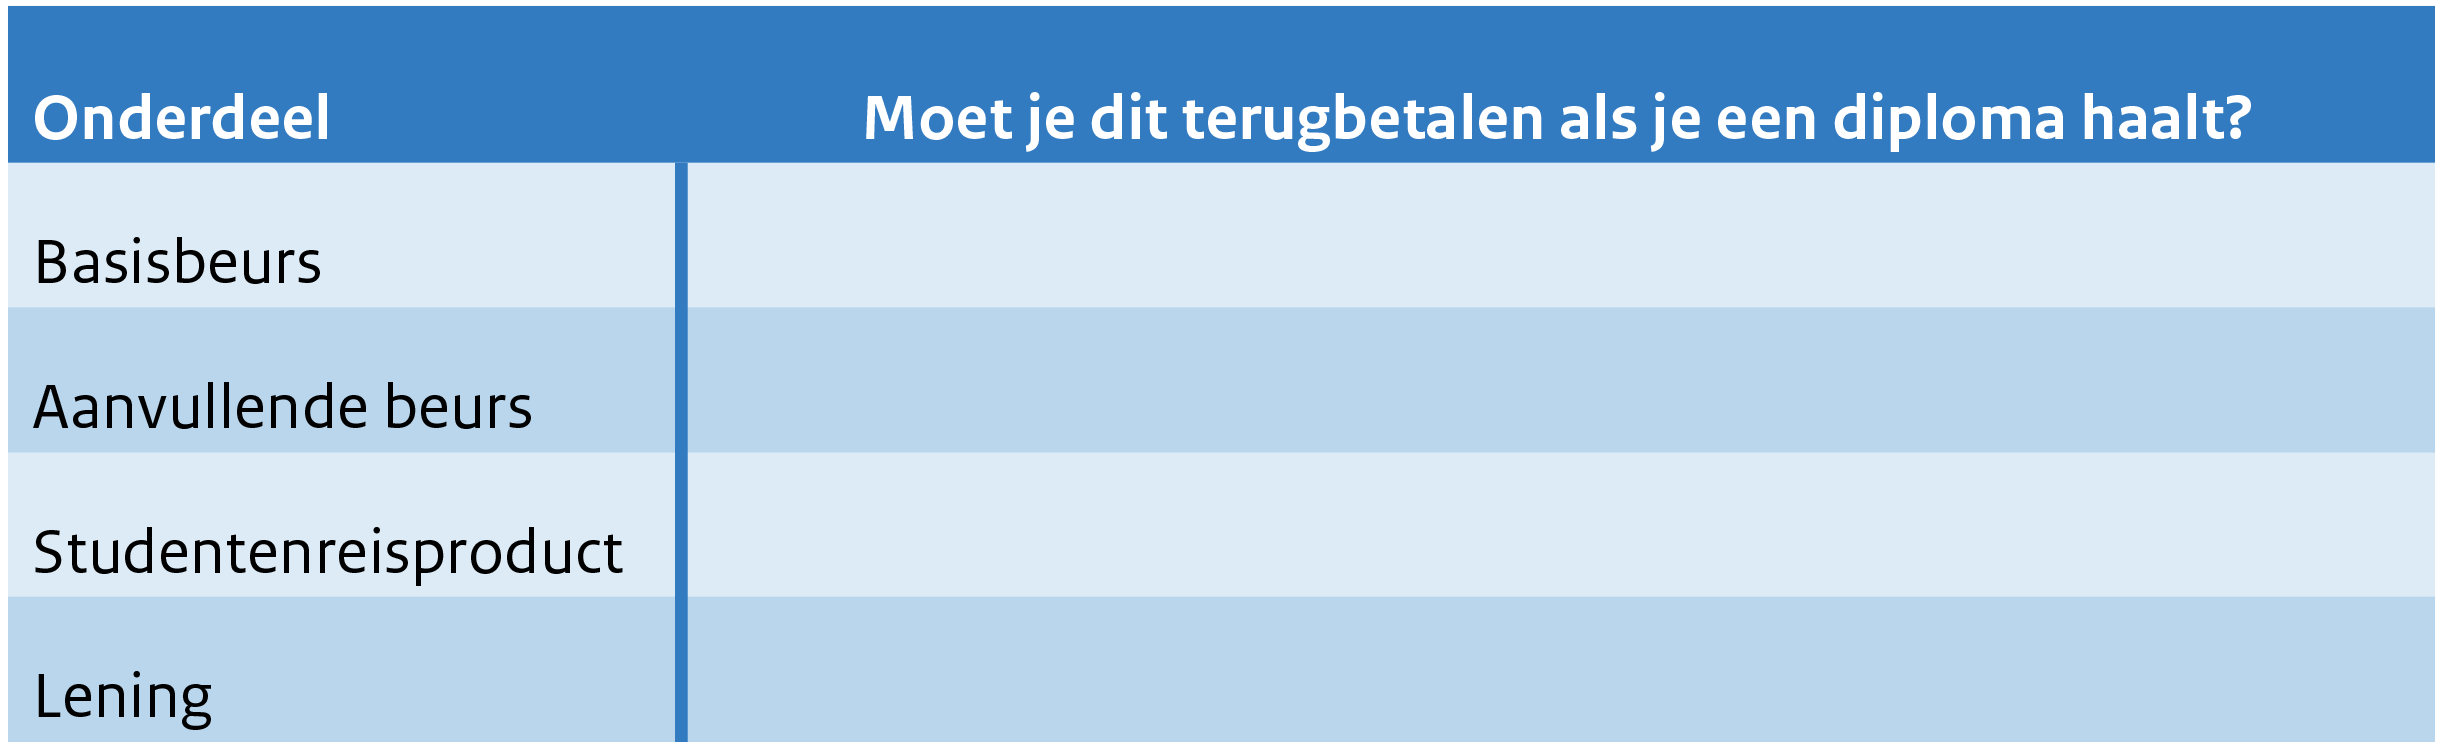 Onderdeel Moet je dit terugbetalen als je een diploma haalt?
Basisbeurs
Aanvullende beurs
Studentenreisproduct
Lening